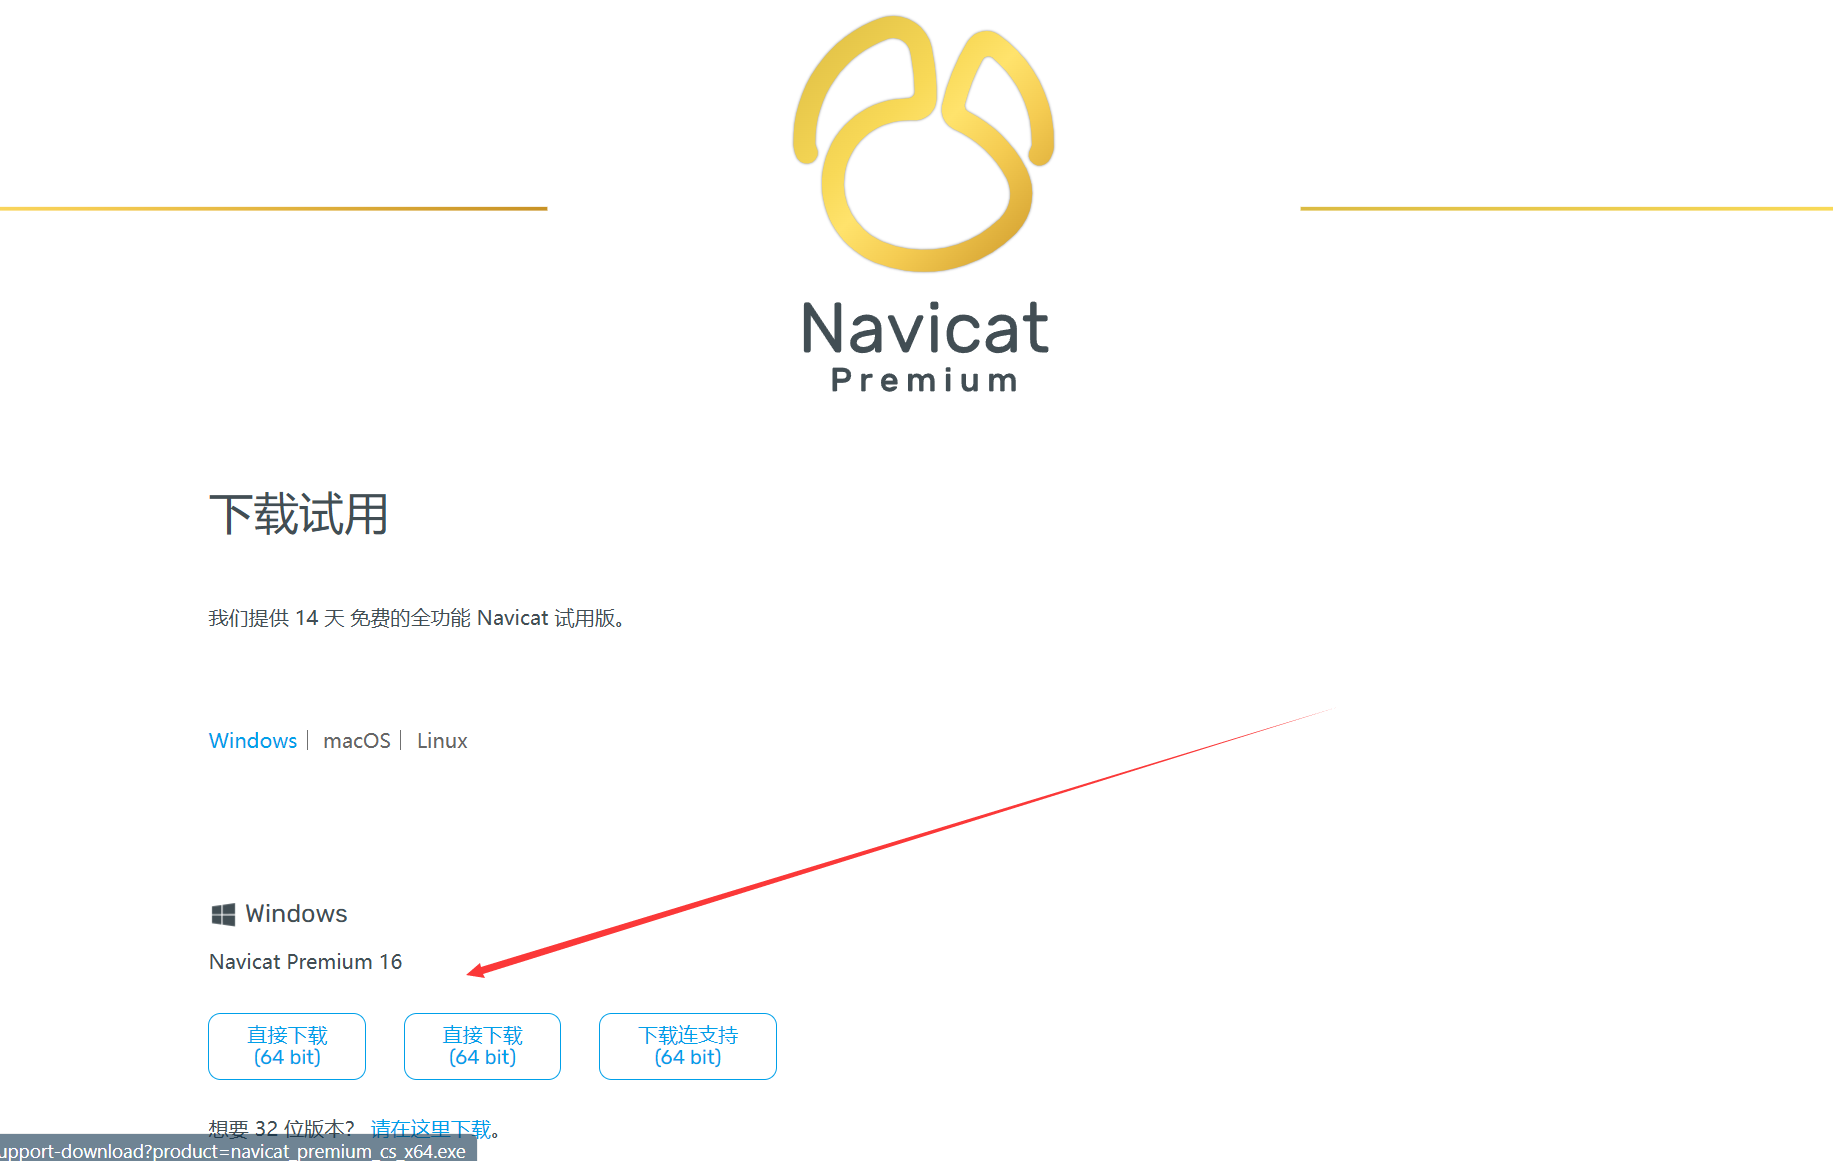 Navicat
Premium
下载试用
我们提供 14 天 免费的全功能 Navicat 试用版。
Windows
macOS
Linux
Windows
Navicat Premium 16
直接下载
(64 bit)
直接下载
(64 bit)
下载连支持
(64 bit)
想要 32 位版本？ 请在这里下载。
upport-download?product=navicat_premium_cs_x64.exe